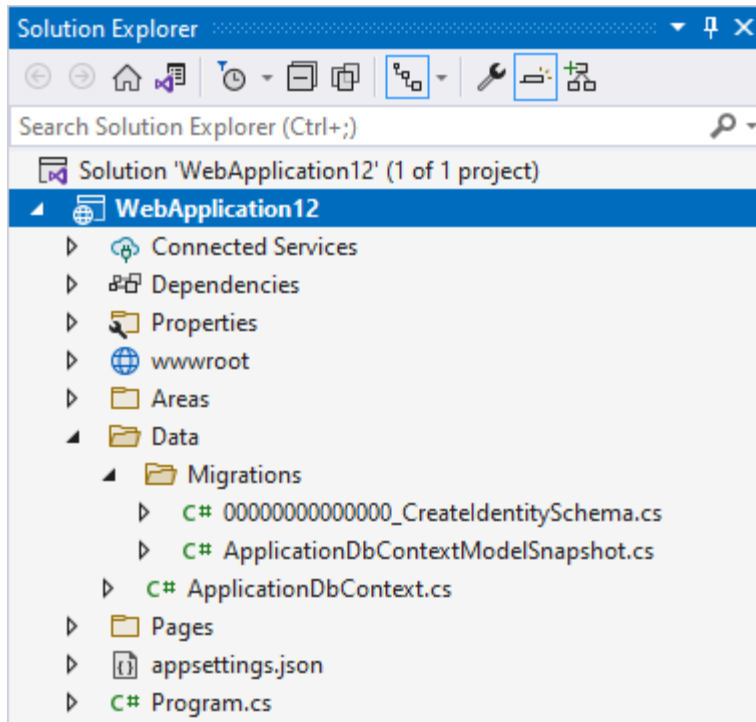 Solution Explorer
Search Solution Explorer (Ctrl+;)
Solution 'WebApplication12' (1 of 1 project)
WebApplication12
Connected Services
Dependencies
Properties
wwwroot
Areas
Data
Migrations
C# 00000000000000_CreateIdentitySchema.cs
C# ApplicationDbContextModelSnapshot.cs
C# ApplicationDbContext.cs
Pages
appsettings.json
C# Program.cs